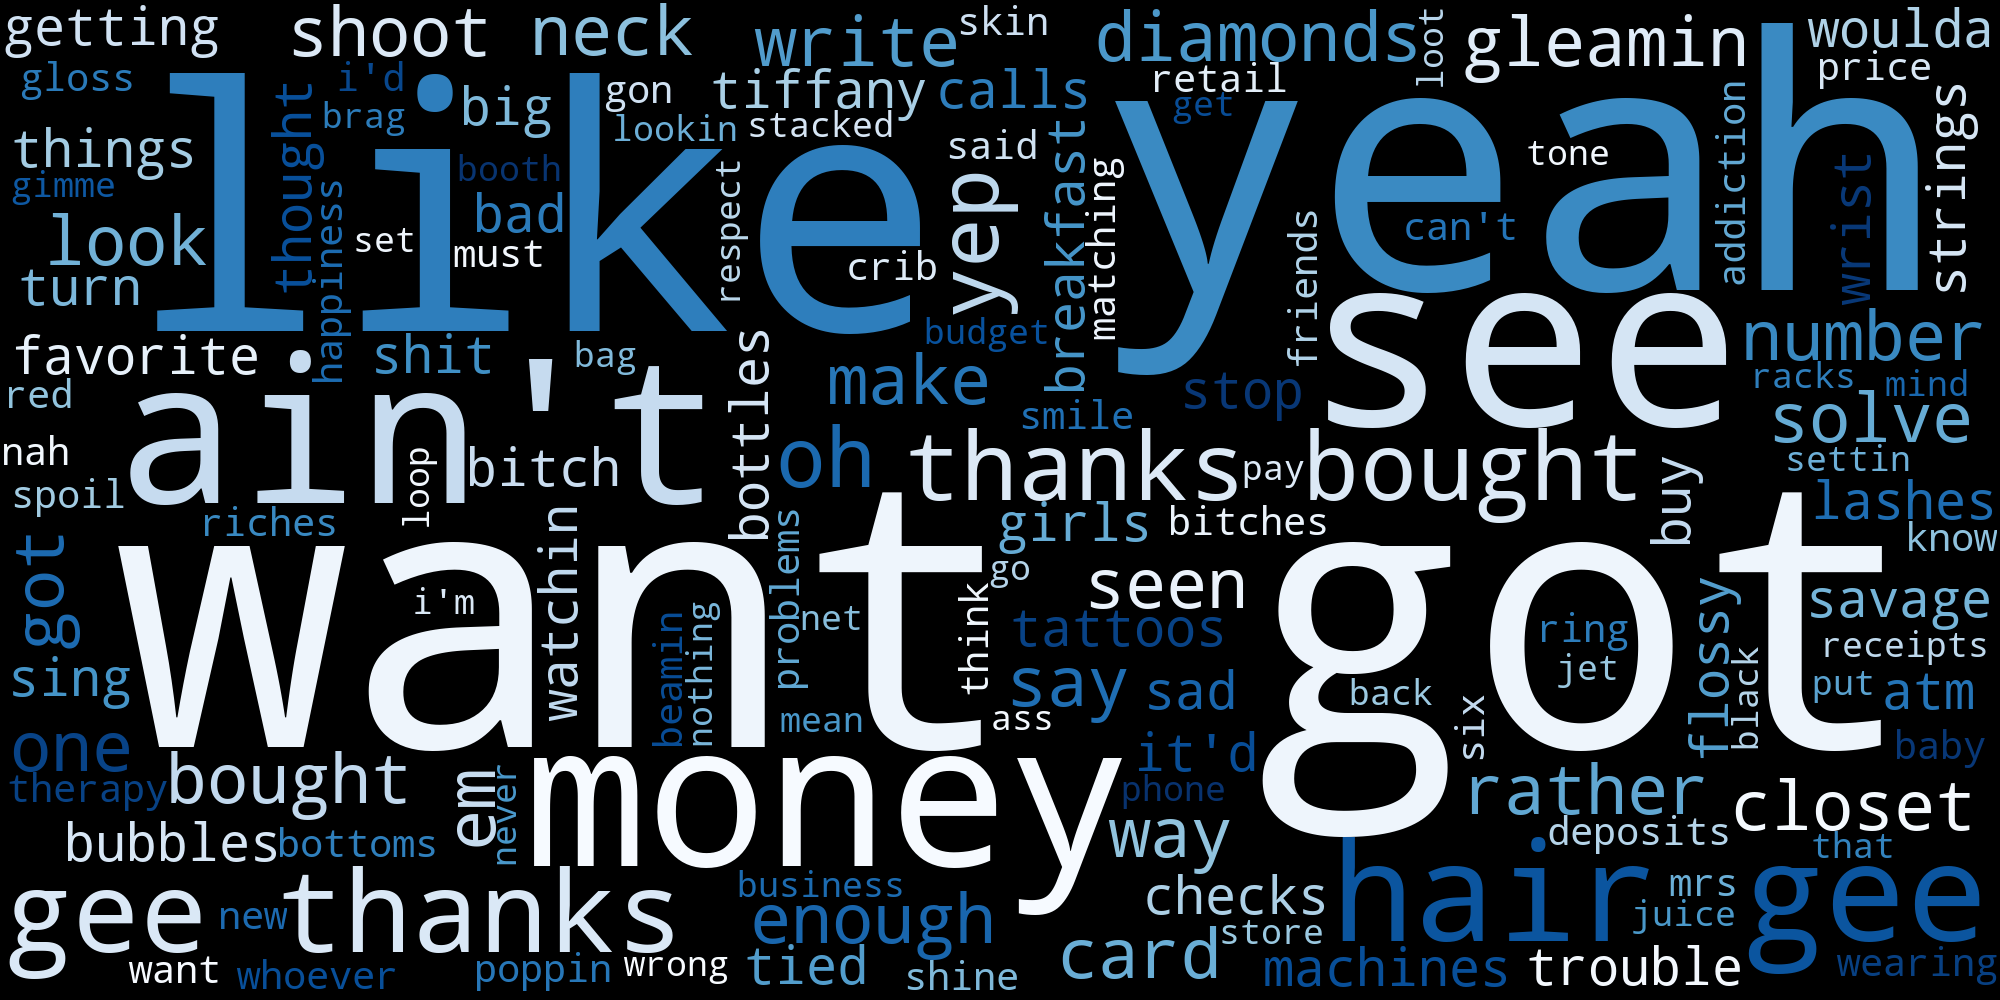 getting
shoot
neck
write
skin
diamonds
loot
gleamin
woulda
price
gloss
i'd
brag
big
gon
tiffany
calls
retail
get
lookin
stacked
like
yeah
things
gimme
thought
happiness
booth
bad
said
breakfast
matching
tone
addiction
wrist
strings
look
turn
set
must
respect
crib
yep
friends
can't
see
number
favorite
shit
bag
budget
make
smile
stop
racks
mind
solve
red
nah
spoil
ain't
loop
bitch
bottles
oh
thanks
pay
bought
settin
lashes
know
riches
got
want
i'm
watchin
problems
net
girls
go
bitches
buy
seen
got
think
tattoos
ring
jet
flossy
black
savage
receipts
put
atm
sing
beamin
nothing
mean
ass
say
sad
back
six
one
therapy
bought
em
never
money
it'd
phone
way
rather
closet
baby
bubbles
bottoms
deposits
that
gee
thanks
new
business
enough
checks
store
hair
mrs
juice
gee
want
whoever
poppin
wrong
tied
shine
card
machines
trouble
wearing